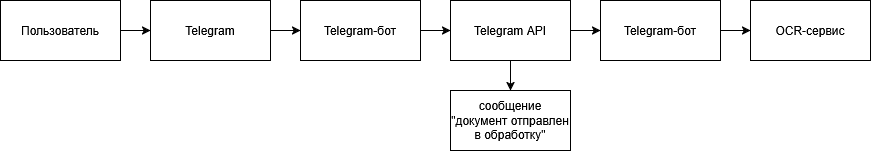 Пользователь
Telegram
Telegram-бот
Telegram API
Telegram-бот
OCR-сервис
сообщение
"документ отправлен
в обработку"